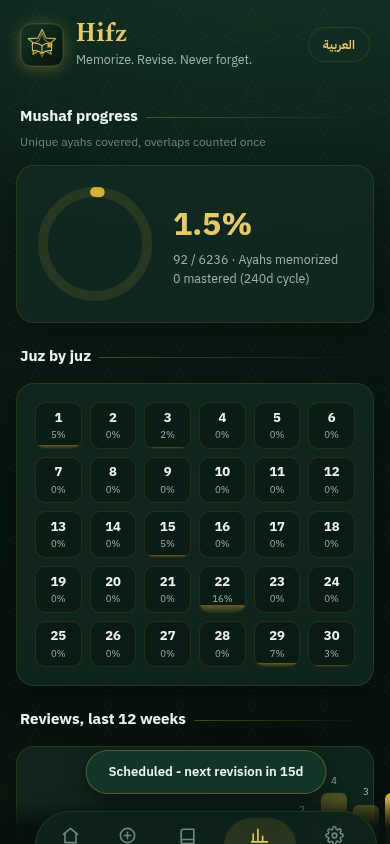 Hifz
Memorize. Revise. Never forget.
العربية
Mushaf progress
Unique ayahs covered, overlaps counted once
1.5%
92 / 6236 · Ayahs memorized
0 mastered (240d cycle)
Juz by juz
1 2 3 4 5 6
5% 0% 2% 0% 0% 0%
7 8 9 10 11 12
0% 0% 0% 0% 0% 0%
13 14 15 16 17 18
0% 0% 5% 0% 0% 0%
19 20 21 22 23 24
0% 0% 0% 16% 0% 0%
25 26 27 28 29 30
0% 0% 0% 0% 7% 3%
Reviews, last 12 weeks
Scheduled - next revision in 15d
4
3
2